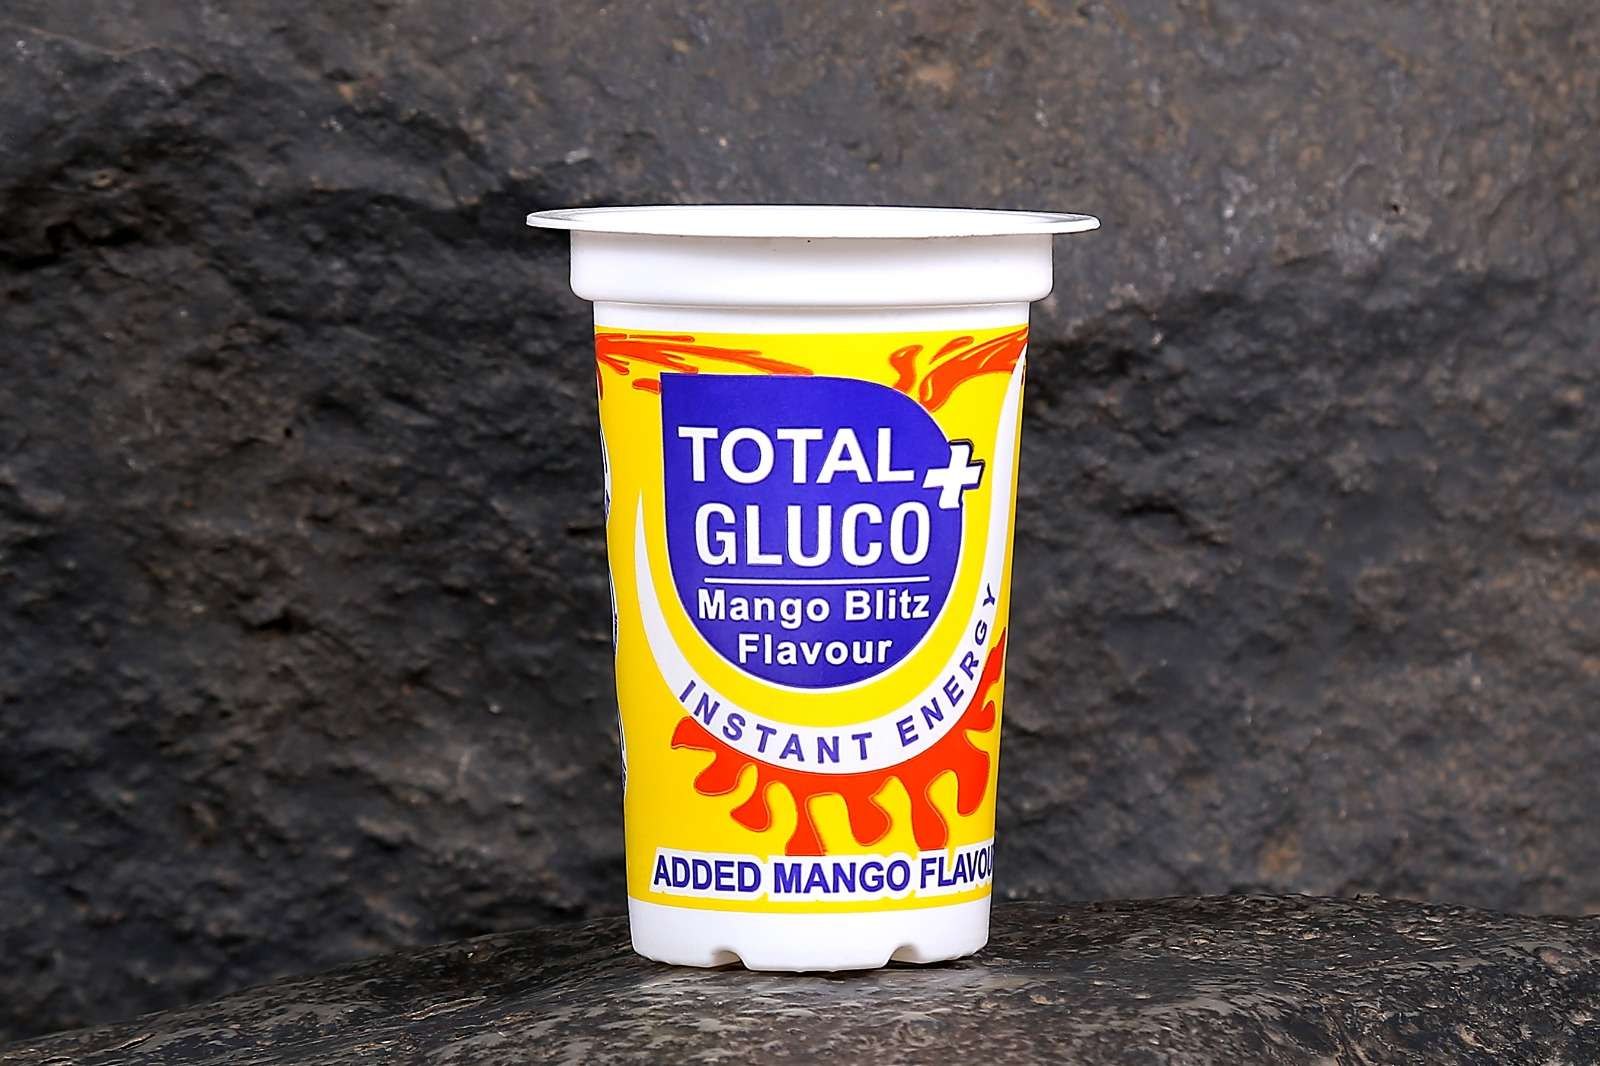 TOTAL +
GLUCO
Mango Blitz
Flavour
INSTANT ENERGY
ADDED MANGO FLAVOU